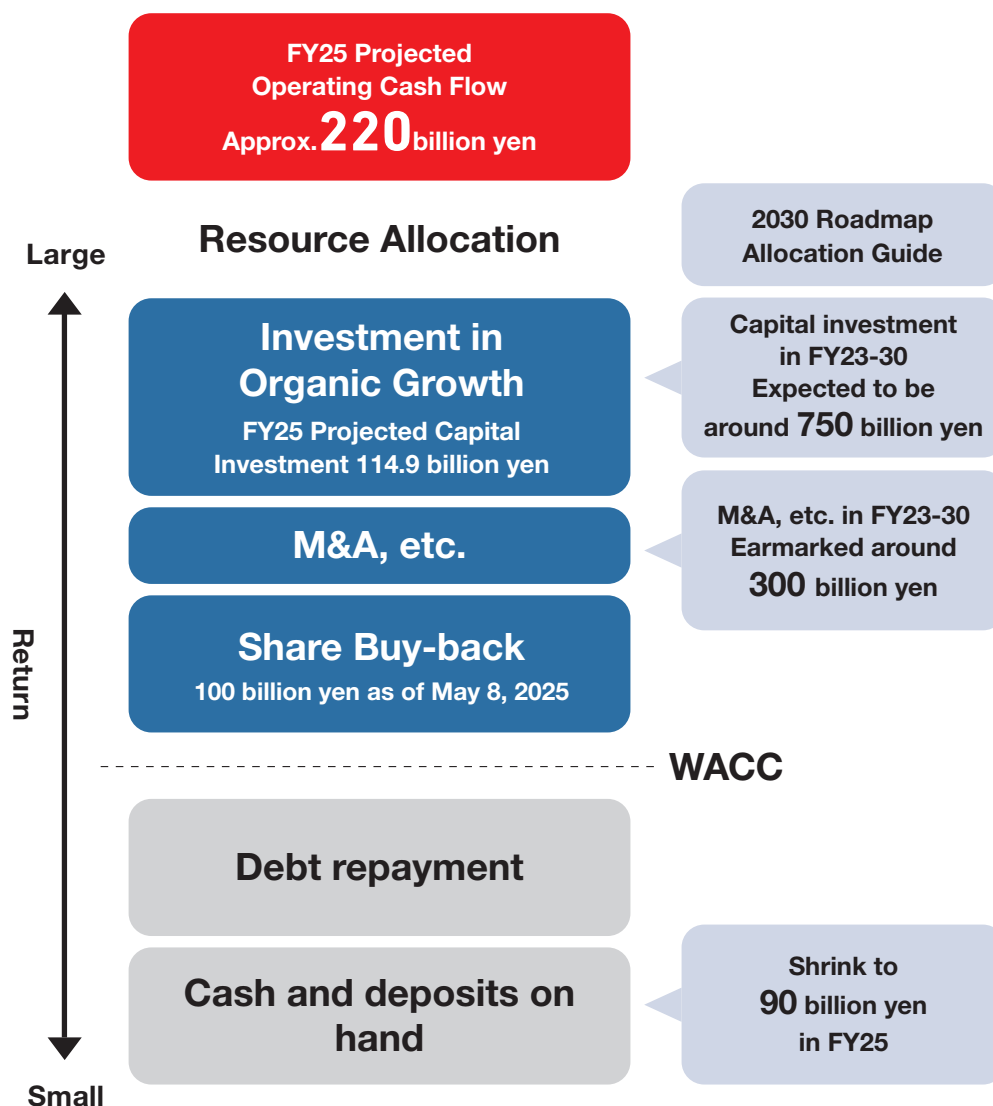 FY25 Projected
Operating Cash Flow
Approx. 220 billion yen
Resource Allocation
2030 Roadmap
Allocation Guide
Large
Return
Small
Investment in
Organic Growth
FY25 Projected Capital
Investment 114.9 billion yen
Capital investment
in FY23-30
Expected to be
around 750 billion yen
M&A, etc.
M&A, etc. in FY23-30
Earmarked around
300 billion yen
Share Buy-back
100 billion yen as of May 8, 2025
WACC
Debt repayment
Cash and deposits on
hand
Shrink to
90 billion yen
in FY25